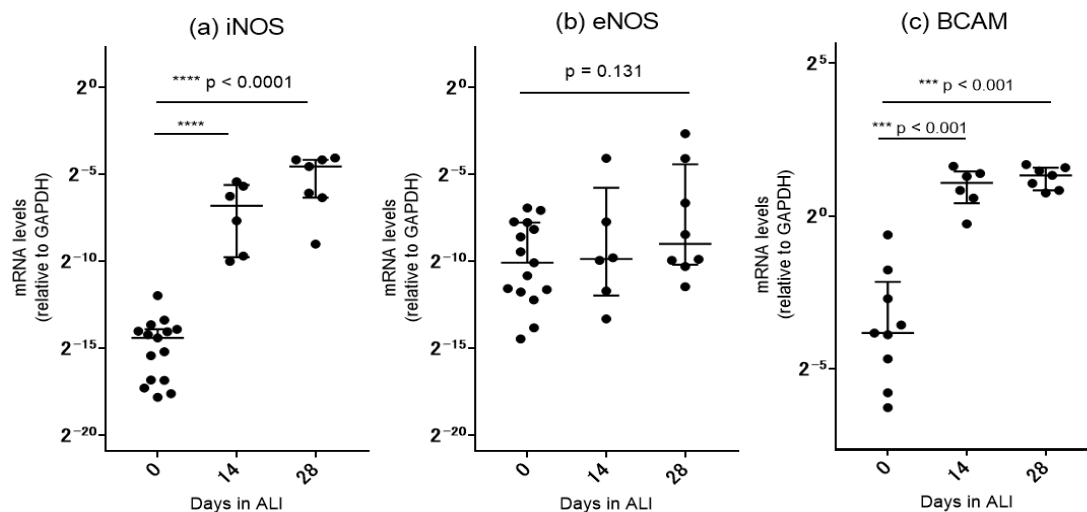 (a) iNOS
mRNA levels
(relative to GAPDH)
2⁰
2⁻⁵
2⁻¹⁰
2⁻¹⁵
2⁻²⁰
**** p < 0.0001
****
0
14
28
Days in ALI
(b) eNOS
mRNA levels
(relative to GAPDH)
2⁰
2⁻⁵
2⁻¹⁰
2⁻¹⁵
2⁻²⁰
p = 0.131
0
14
28
Days in ALI
(c) BCAM
mRNA levels
(relative to GAPDH)
2⁵
2⁰
2⁻⁵
*** p < 0.001
*** p < 0.001
0
14
28
Days in ALI